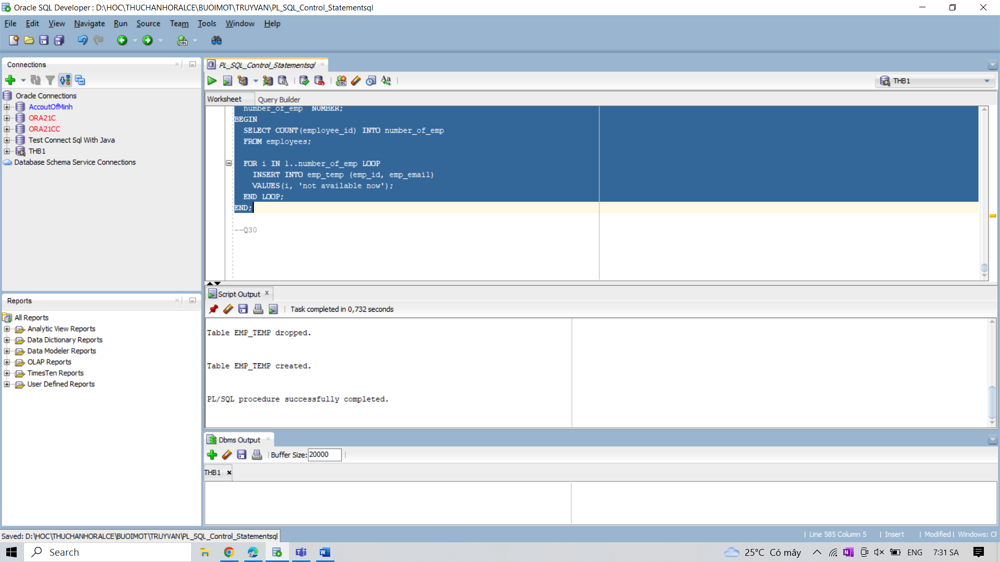 Oracle SQL Developer : D:\HOC\THUCHANHORALCE\BUOIMOT\TRUYVAN\PL_SQL_Control_Statementsql
File Edit View Navigate Run Source Team Tools Window Help
Connections
Oracle Connections
AccoutOfMinh
ORA21C
ORA21CC
Test Connect Sql With Java
THB1
Database Schema Service Connections
Reports
All Reports
Analytic View Reports
Data Dictionary Reports
Data Modeler Reports
OLAP Reports
TimesTen Reports
User Defined Reports
PL_SQL_Control_Statementsql
THB1
Worksheet Query Builder
number_of_emp NUMBER;
BEGIN
SELECT COUNT(employee_id) INTO number_of_emp
FROM employees;
FOR i IN 1..number_of_emp LOOP
INSERT INTO emp_temp (emp_id, emp_email)
VALUES(i, 'not available now');
END LOOP;
END;
--Q30
Script Output
Task completed in 0,732 seconds
Table EMP_TEMP dropped.
Table EMP_TEMP created.
PL/SQL procedure successfully completed.
Dbms Output
Buffer Size: 20000
THB1
Saved: D:\HOC\THUCHANHORALCE\BUOIMOT\TRUYVAN\PL_SQL_Control_Statementsql
Line 585 Column 5 Insert Modified Windows: CF
Search
25°C Có mây ENG 7:31 SA